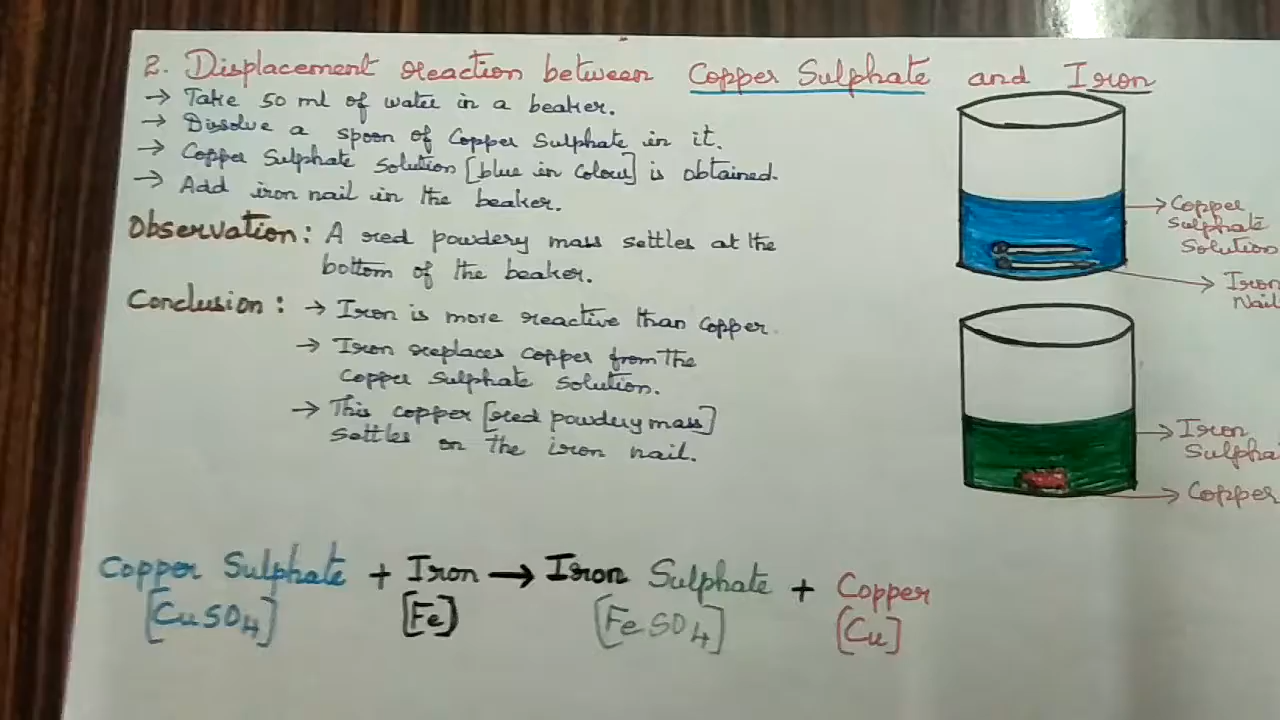 2. Displacement reaction between Copper Sulphate and Iron
→ Take 50 ml of water in a beaker.
→ Dissolve a spoon of Copper Sulphate in it.
→ Copper Sulphate Solution [blue in colour] is obtained.
→ Add iron nail in the beaker.
Observation: A red powdery mass settles at the
bottom of the beaker.
Conclusion: → Iron is more reactive than copper.
→ Iron replaces copper from the
copper sulphate solution.
→ This copper [red powdery mass]
settles on the iron nail.
Copper
Sulphate
Solution
Iron
Nail
Iron
Sulpha
Copper
Copper Sulphate + Iron → Iron Sulphate + Copper
[CuSO4] [Fe] [FeSO4] [Cu]